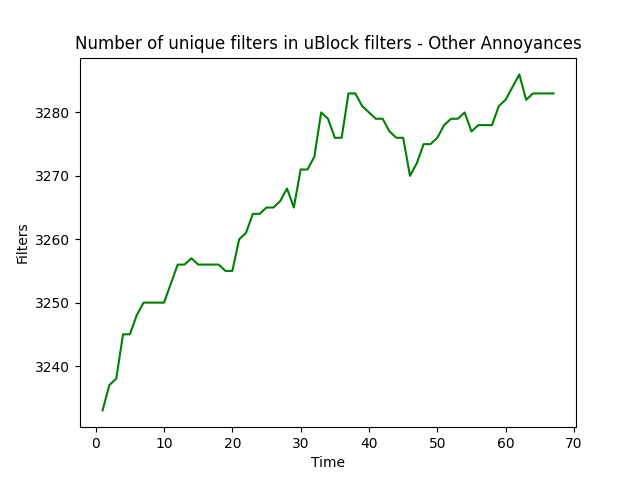 Number of unique filters in uBlock filters - Other Annoyances
3280
3270
3260
3250
3240
Filters
0 10 20 30 40 50 60 70
Time